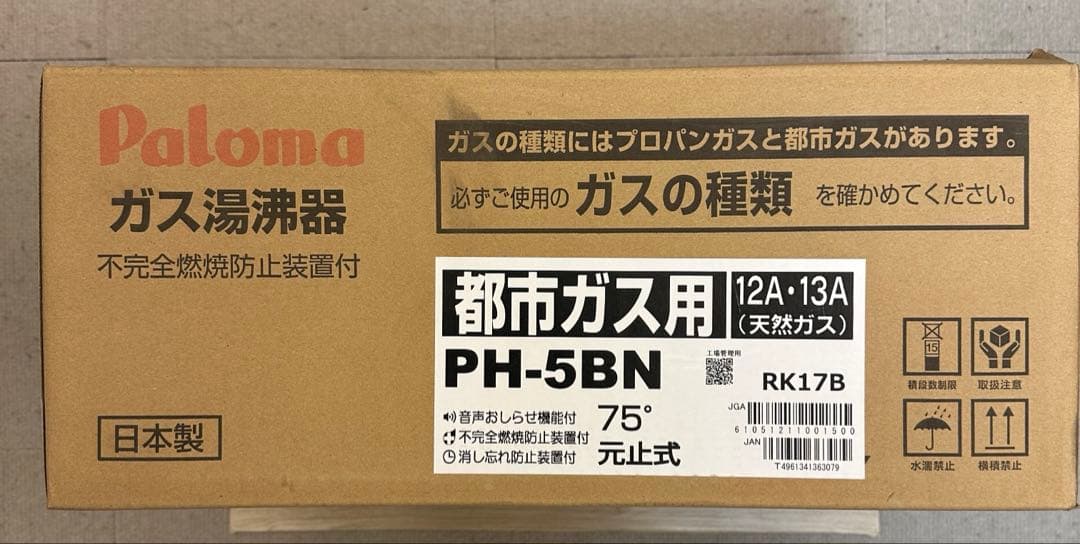 Paloma
ガス湯沸器
不完全燃焼防止装置付
日本製
ガスの種類にはプロパンガスと都市ガスがあります。
必ずご使用の ガスの種類 を確かめてください。
都市ガス用
12A・13A
(天然ガス)
PH-5BN
工場管理用
RK17B
音声おしらせ機能付
不完全燃焼防止装置付
消し忘れ防止装置付
75°
元止式
JGA
61051211001500
JAN
T4961341363079
15
積段数制限
取扱注意
水濡禁止
横積禁止